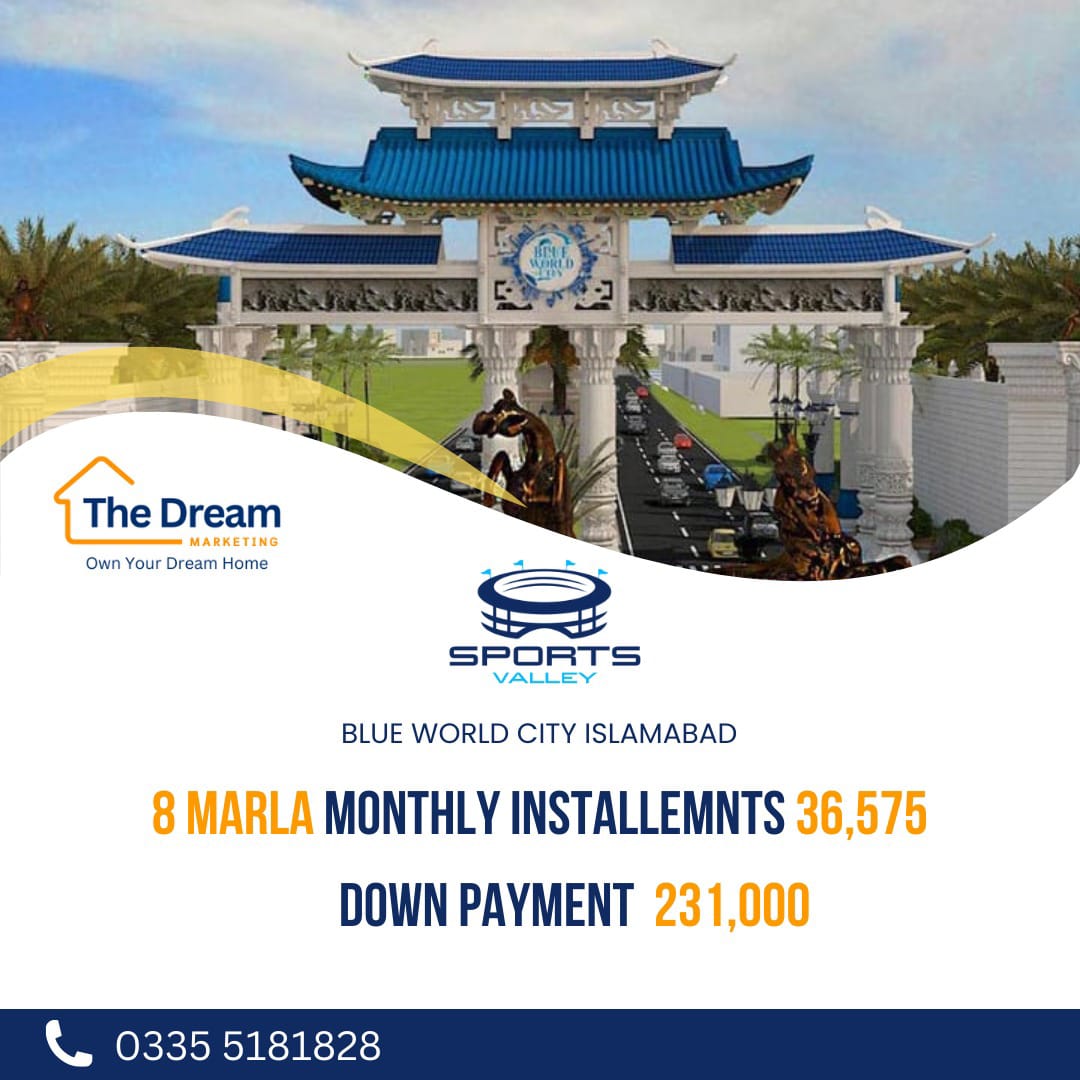 BLUE
WORLD
CITY
The Dream
MARKETING
Own Your Dream Home
SPORTS
VALLEY
BLUE WORLD CITY ISLAMABAD
8 MARLA MONTHLY INSTALLEMNTS 36,575
DOWN PAYMENT 231,000
0335 5181828